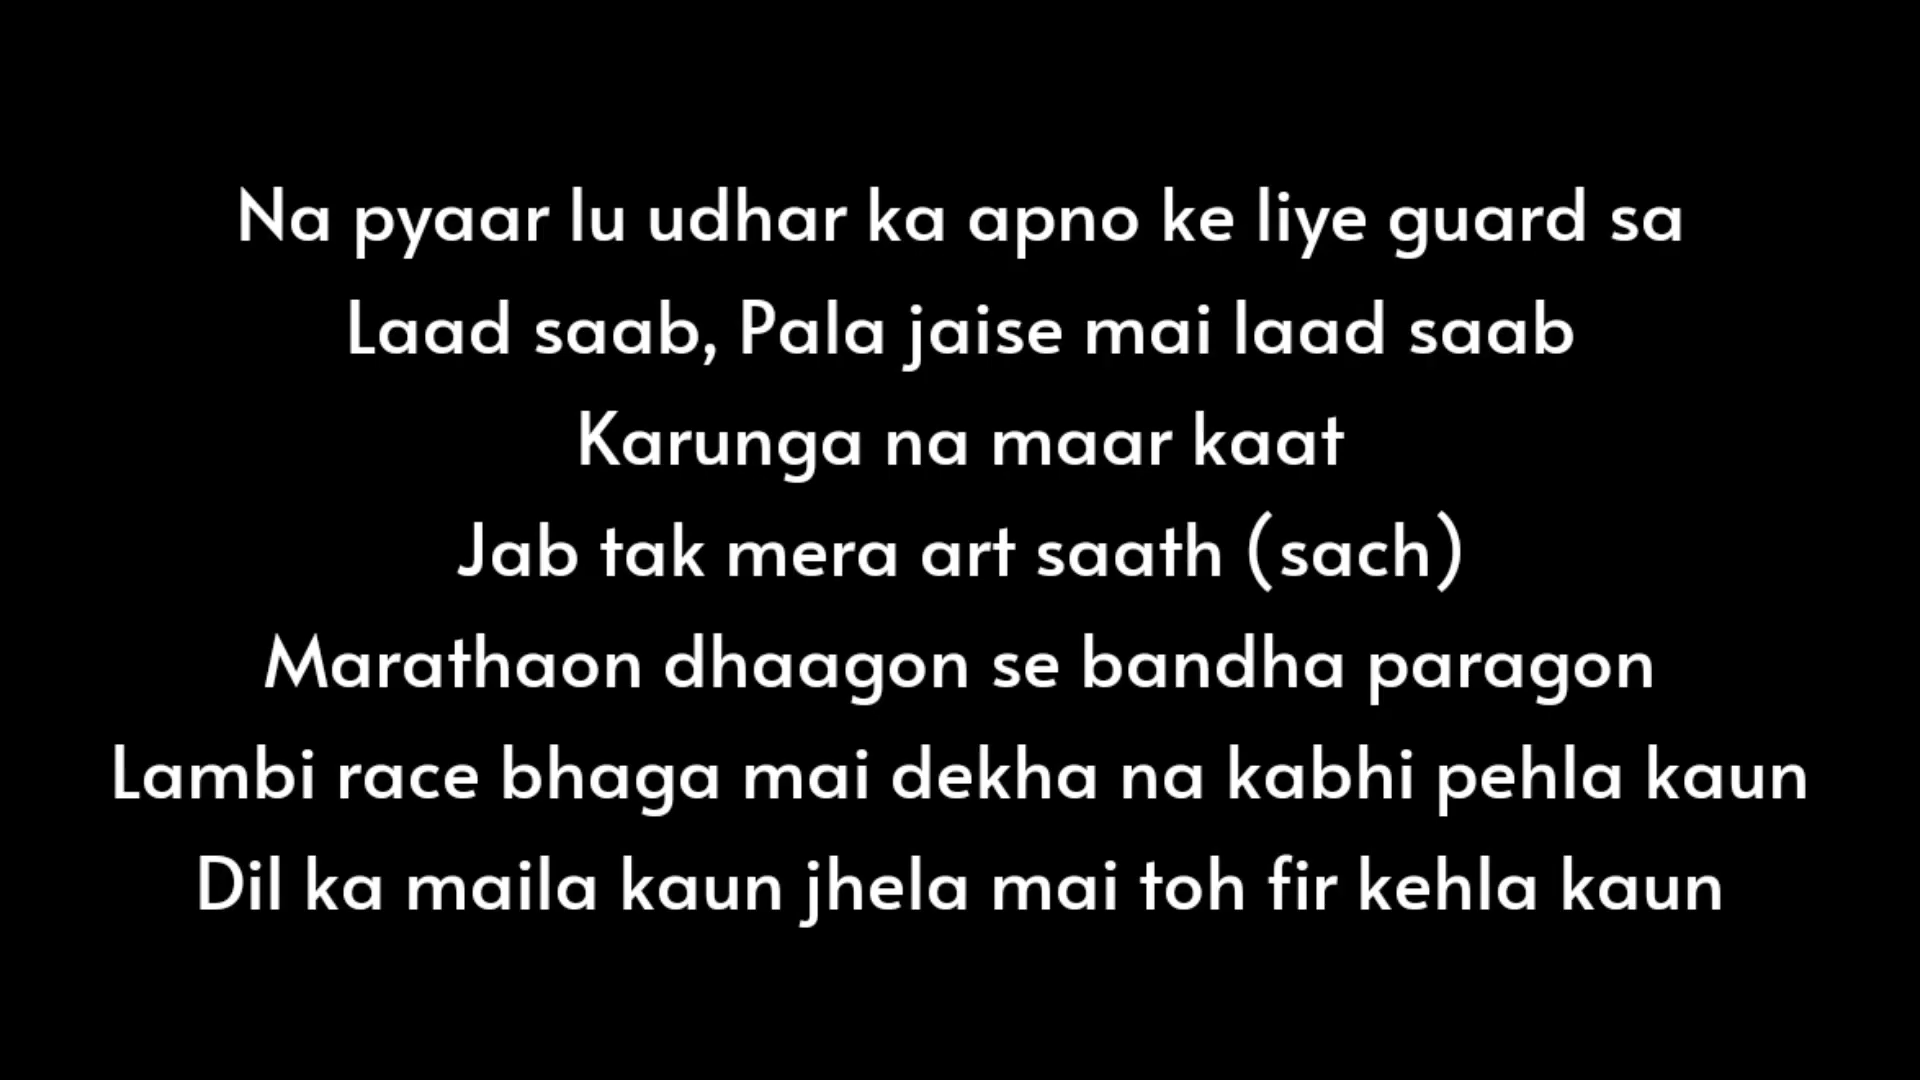 Na pyaar lu udhar ka apno ke liye guard sa
Laad saab, Pala jaise mai laad saab
Karunga na maar kaat
Jab tak mera art saath (sach)
Marathaon dhaagon se bandha paragon
Lambi race bhaga mai dekha na kabhi pehla kaun
Dil ka maila kaun jhela mai toh fir kehla kaun